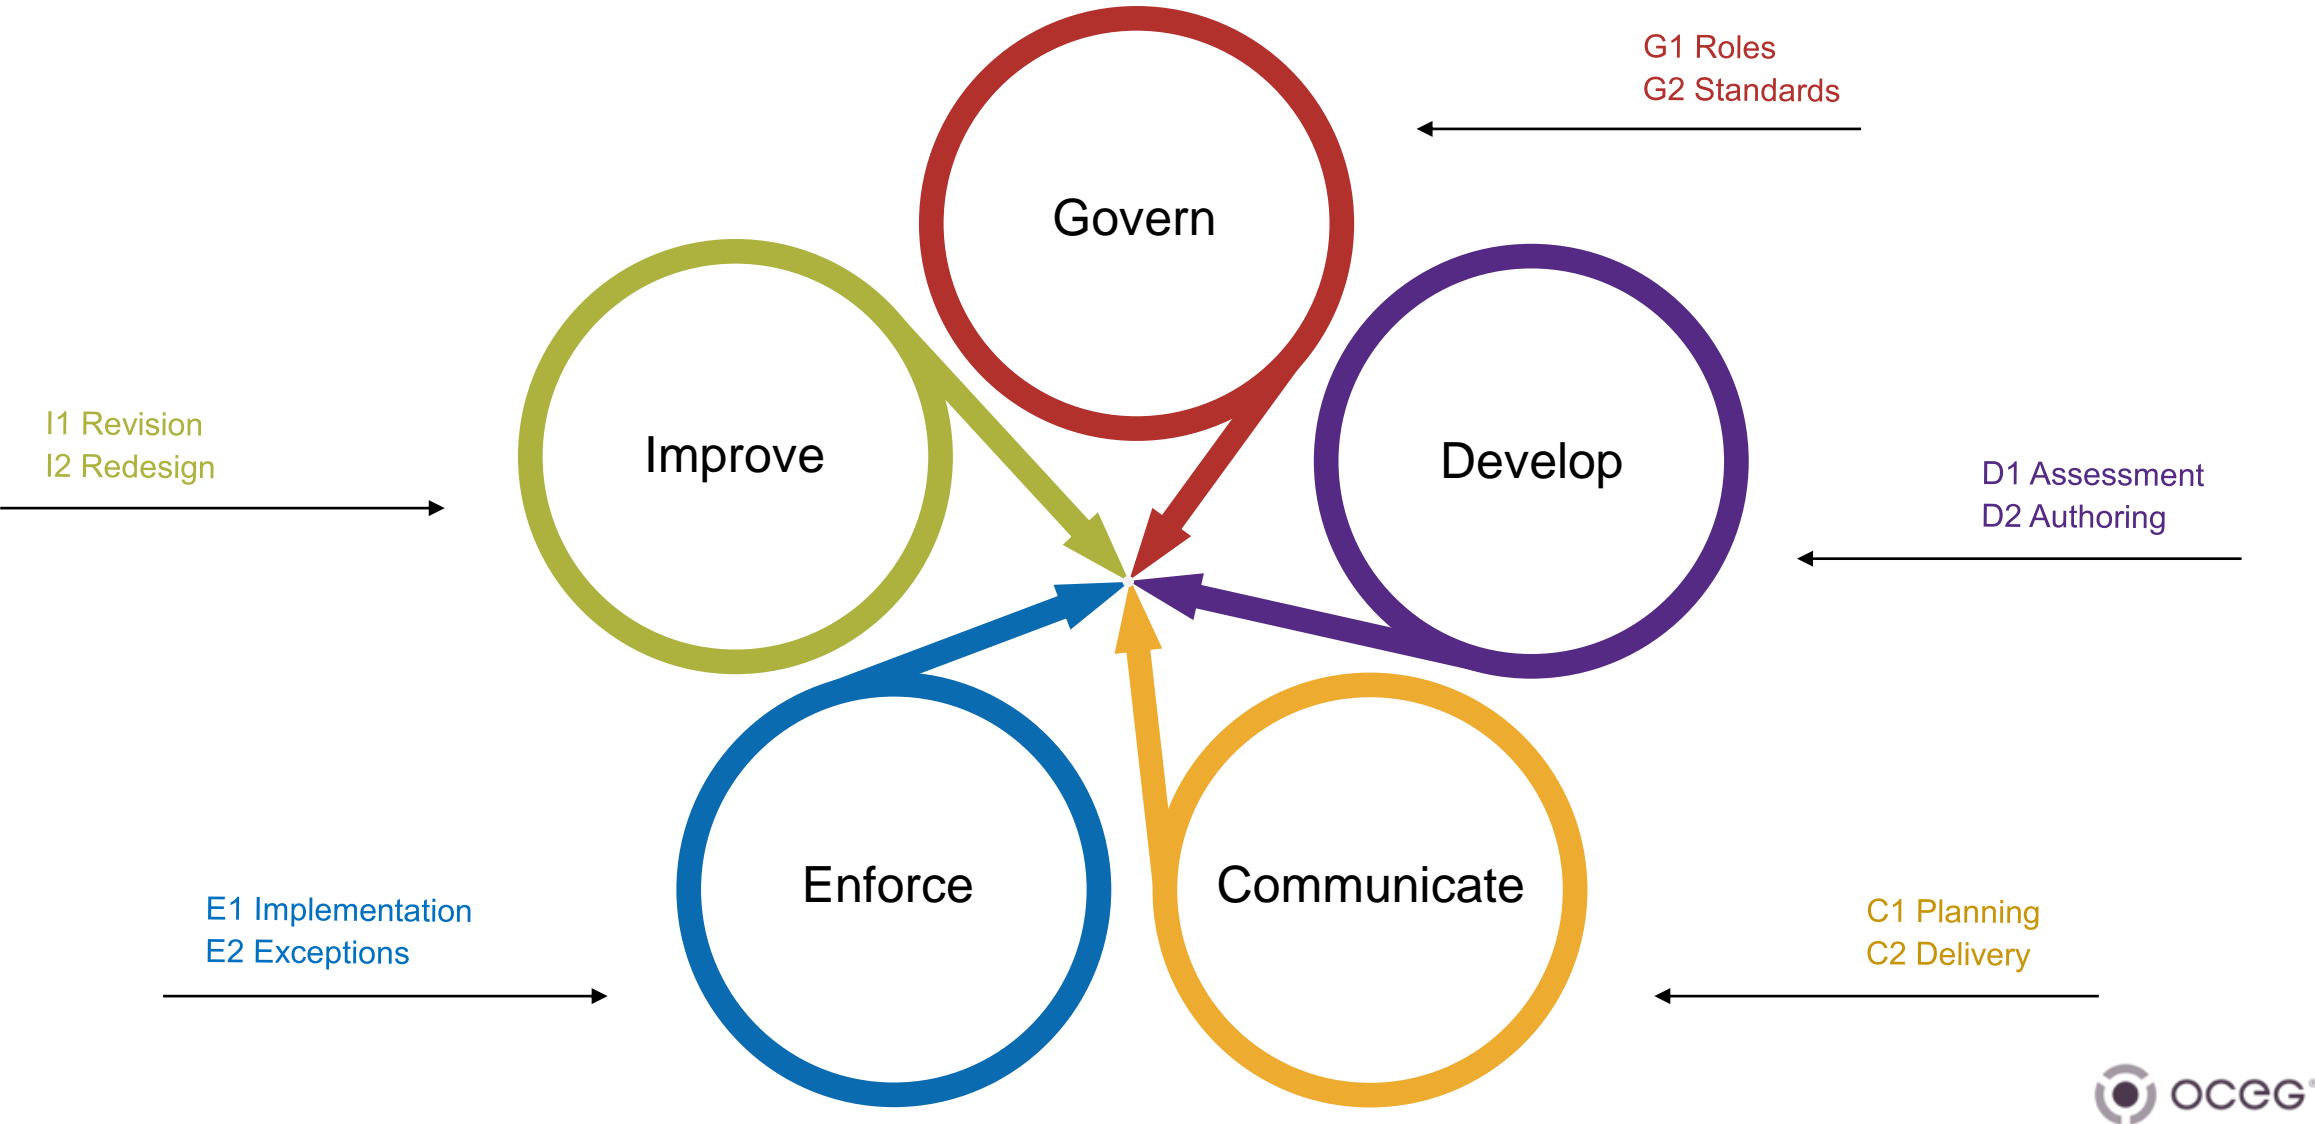 G1 Roles
G2 Standards
Govern
Improve
Develop
I1 Revision
I2 Redesign
D1 Assessment
D2 Authoring
Enforce
Communicate
E1 Implementation
E2 Exceptions
C1 Planning
C2 Delivery
OCEG®